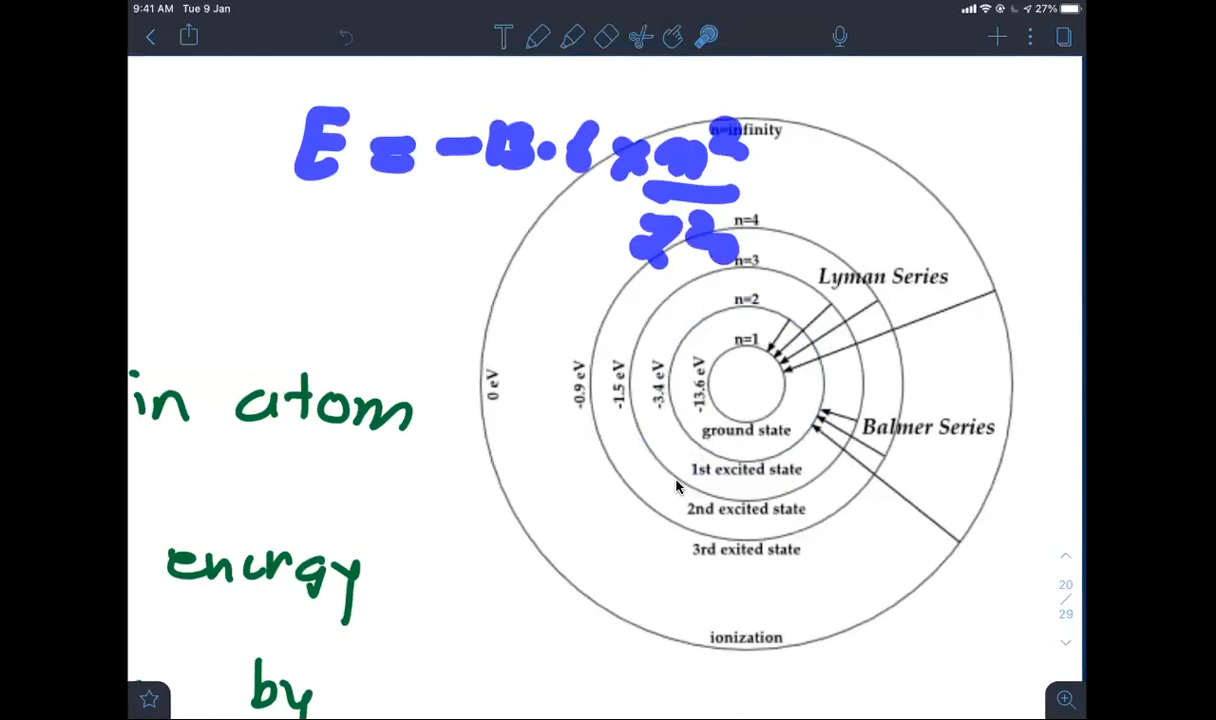 9:41 AM Tue 9 Jan
27%
T
n=infinity
E = -13.6 x n²
z²
n=4
n=3
Lyman Series
n=2
n=1
0 eV
-0.9 eV
-1.5 eV
-3.4 eV
-13.6 eV
in atom
ground state
Balmer Series
1st excited state
2nd excited state
3rd exited state
energy
20
/
29
ionization
by